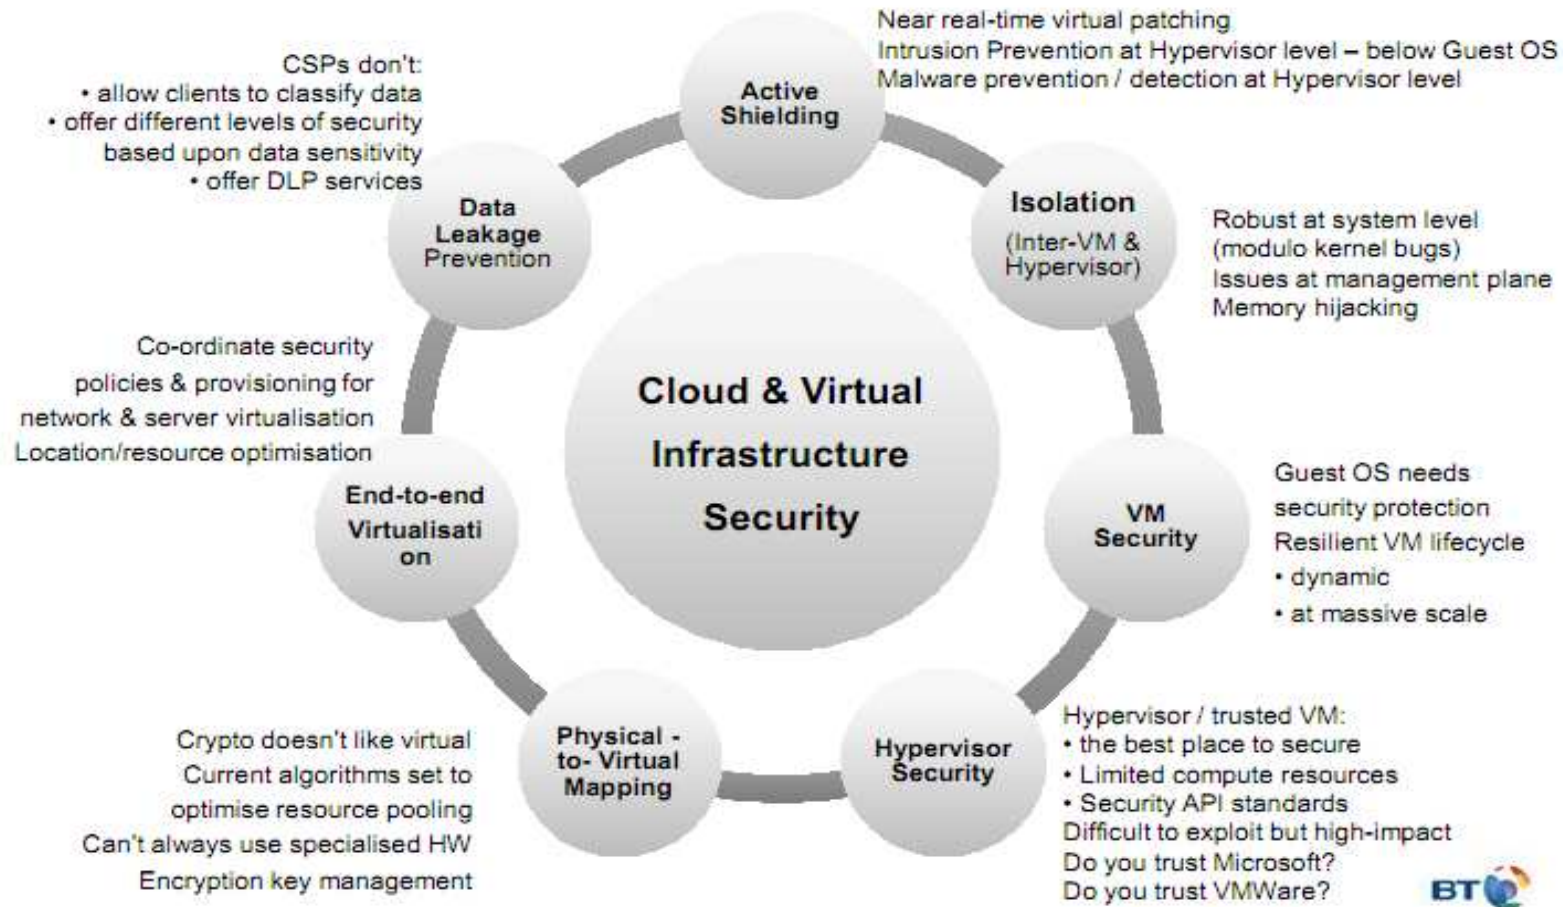 Near real-time virtual patching
Intrusion Prevention at Hypervisor level – below Guest OS
Malware prevention / detection at Hypervisor level
Active
Shielding
CSPs don't:
• allow clients to classify data
• offer different levels of security
based upon data sensitivity
• offer DLP services
Data
Leakage
Prevention
Isolation
(Inter-VM &
Hypervisor)
Robust at system level
(modulo kernel bugs)
Issues at management plane
Memory hijacking
Cloud & Virtual
Infrastructure
Security
Co-ordinate security
policies & provisioning for
network & server virtualisation
Location/resource optimisation
End-to-end
Virtualisati
on
VM
Security
Guest OS needs
security protection
Resilient VM lifecycle
• dynamic
• at massive scale
Crypto doesn't like virtual
Current algorithms set to
optimise resource pooling
Can't always use specialised HW
Encryption key management
Physical -
to- Virtual
Mapping
Hypervisor
Security
Hypervisor / trusted VM:
• the best place to secure
• Limited compute resources
• Security API standards
Difficult to exploit but high-impact
Do you trust Microsoft?
Do you trust VMWare?
BT